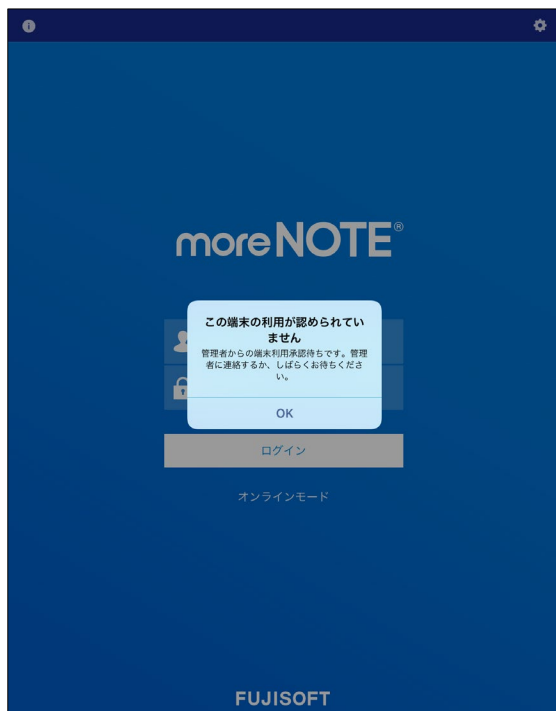 moreNOTE®
この端末の利用が認められてい
ません
管理者からの端末利用承認待ちです。管理
者に連絡するか、しばらくお待ちくださ
い。
OK
ログイン
オンラインモード
FUJISOFT